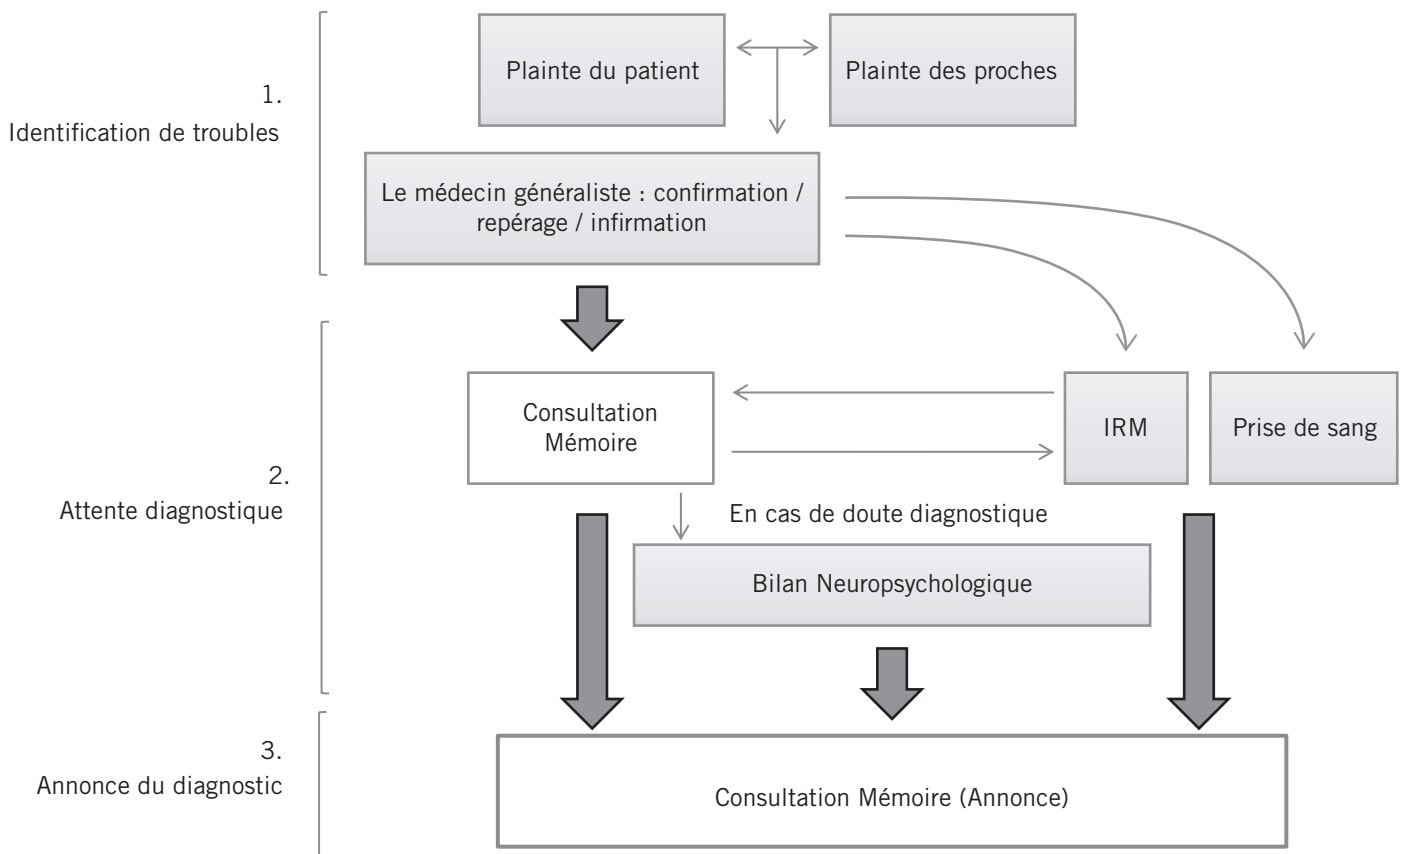 1.
Identification de troubles
Plainte du patient
Plainte des proches
Le médecin généraliste : confirmation /
repérage / infirmation
2.
Attente diagnostique
Consultation
Mémoire
IRM
Prise de sang
En cas de doute diagnostique
Bilan Neuropsychologique
3.
Annonce du diagnostic
Consultation Mémoire (Annonce)